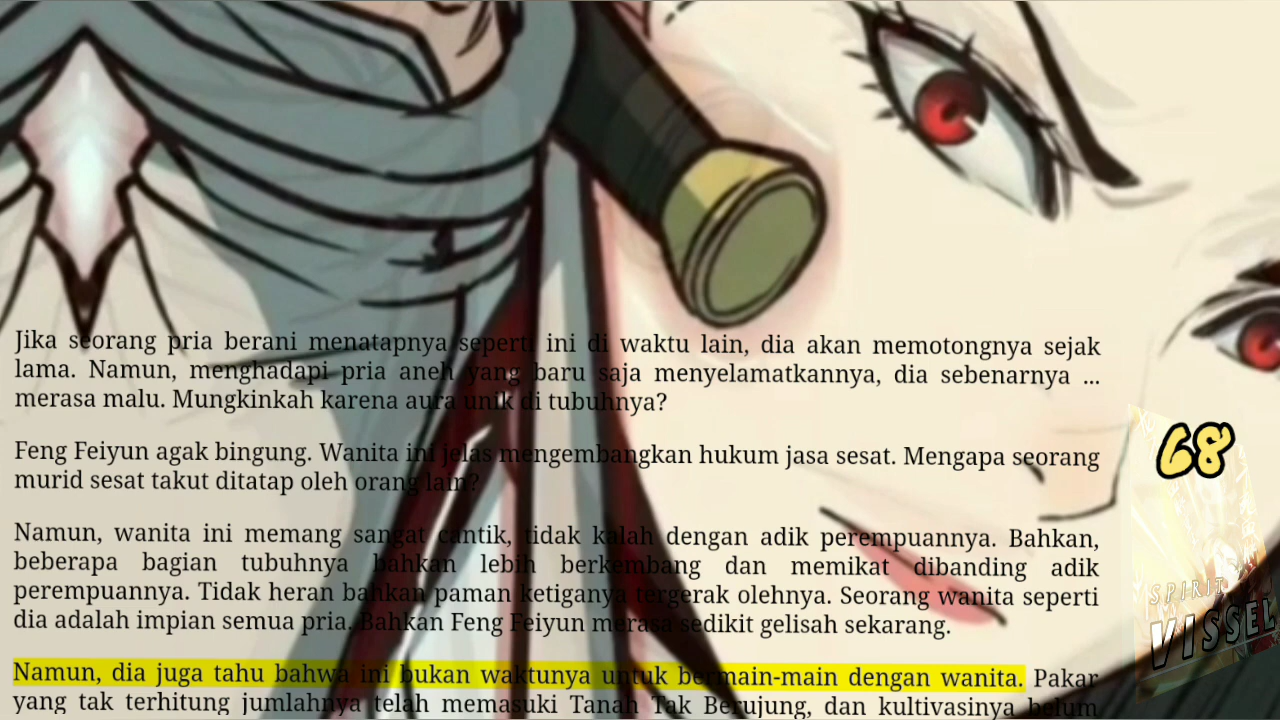 Jika seorang pria berani menatapnya seperti ini di waktu lain, dia akan memotongnya sejak
lama. Namun, menghadapi pria aneh yang baru saja menyelamatkannya, dia sebenarnya ...
merasa malu. Mungkinkah karena aura unik di tubuhnya?
Feng Feiyun agak bingung. Wanita ini jelas mengembangkan hukum jasa sesat. Mengapa seorang
murid sesat takut ditatap oleh orang lain?
Namun, wanita ini memang sangat cantik, tidak kalah dengan adik perempuannya. Bahkan,
beberapa bagian tubuhnya bahkan lebih berkembang dan memikat dibanding adik
perempuannya. Tidak heran bahkan paman ketiganya tergerak olehnya. Seorang wanita seperti
dia adalah impian semua pria. Bahkan Feng Feiyun merasa sedikit gelisah sekarang.
Namun, dia juga tahu bahwa ini bukan waktunya untuk bermain-main dengan wanita. Pakar
yang tak terhitung jumlahnya telah memasuki Tanah Tak Berujung, dan kultivasinya belum
68
SPIRIT
VISSEL